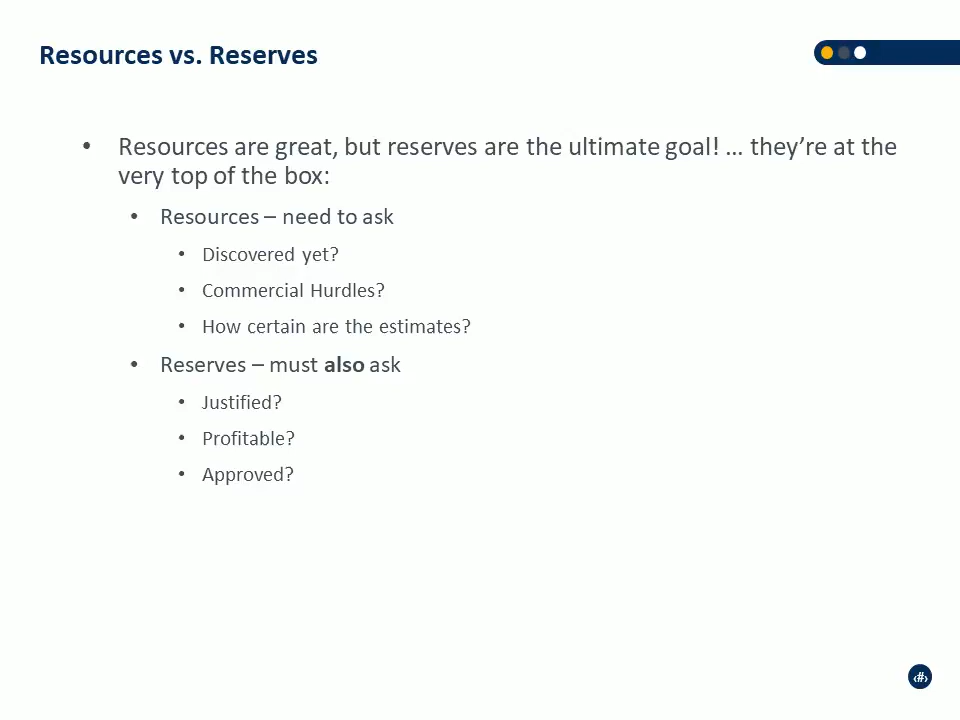 Resources vs. Reserves
• Resources are great, but reserves are the ultimate goal! … they’re at the
very top of the box:
• Resources – need to ask
• Discovered yet?
• Commercial Hurdles?
• How certain are the estimates?
• Reserves – must also ask
• Justified?
• Profitable?
• Approved?
‹#›